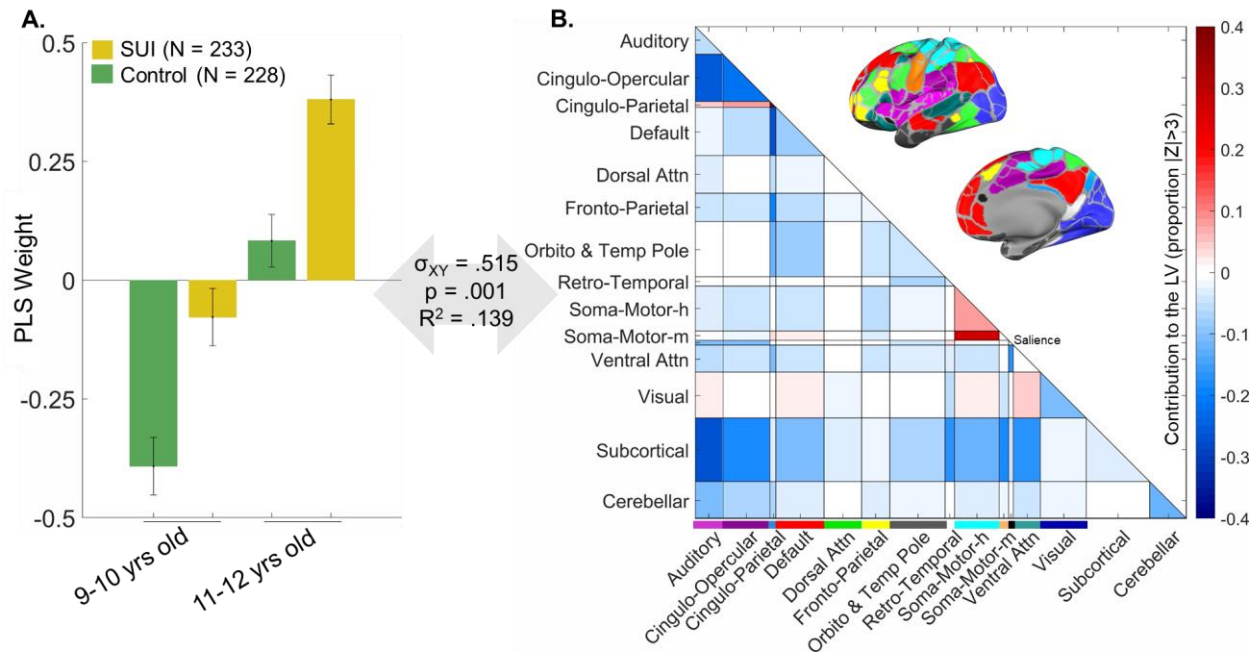 A.
0.5
SUI (N = 233)
Control (N = 228)
0.25
0
-0.25
-0.5
PLS Weight
9-10 yrs old
11-12 yrs old
σXY = .515
p = .001
R² = .139
B.
Auditory
Cingulo-Opercular
Cingulo-Parietal
Default
Dorsal Attn
Fronto-Parietal
Orbito & Temp Pole
Retro-Temporal
Soma-Motor-h
Soma-Motor-m
Salience
Ventral Attn
Visual
Subcortical
Cerebellar
Auditory
Cingulo-Opercular
Cingulo-Parietal
Default
Dorsal Attn
Fronto-Parietal
Orbito & Temp Pole
Retro-Temporal
Soma-Motor-h
Soma-Motor-m
Ventral Attn
Visual
Subcortical
Cerebellar
Contribution to the LV (proportion |Z|>3)
0.4
0.3
0.2
0.1
0
-0.1
-0.2
-0.3
-0.4